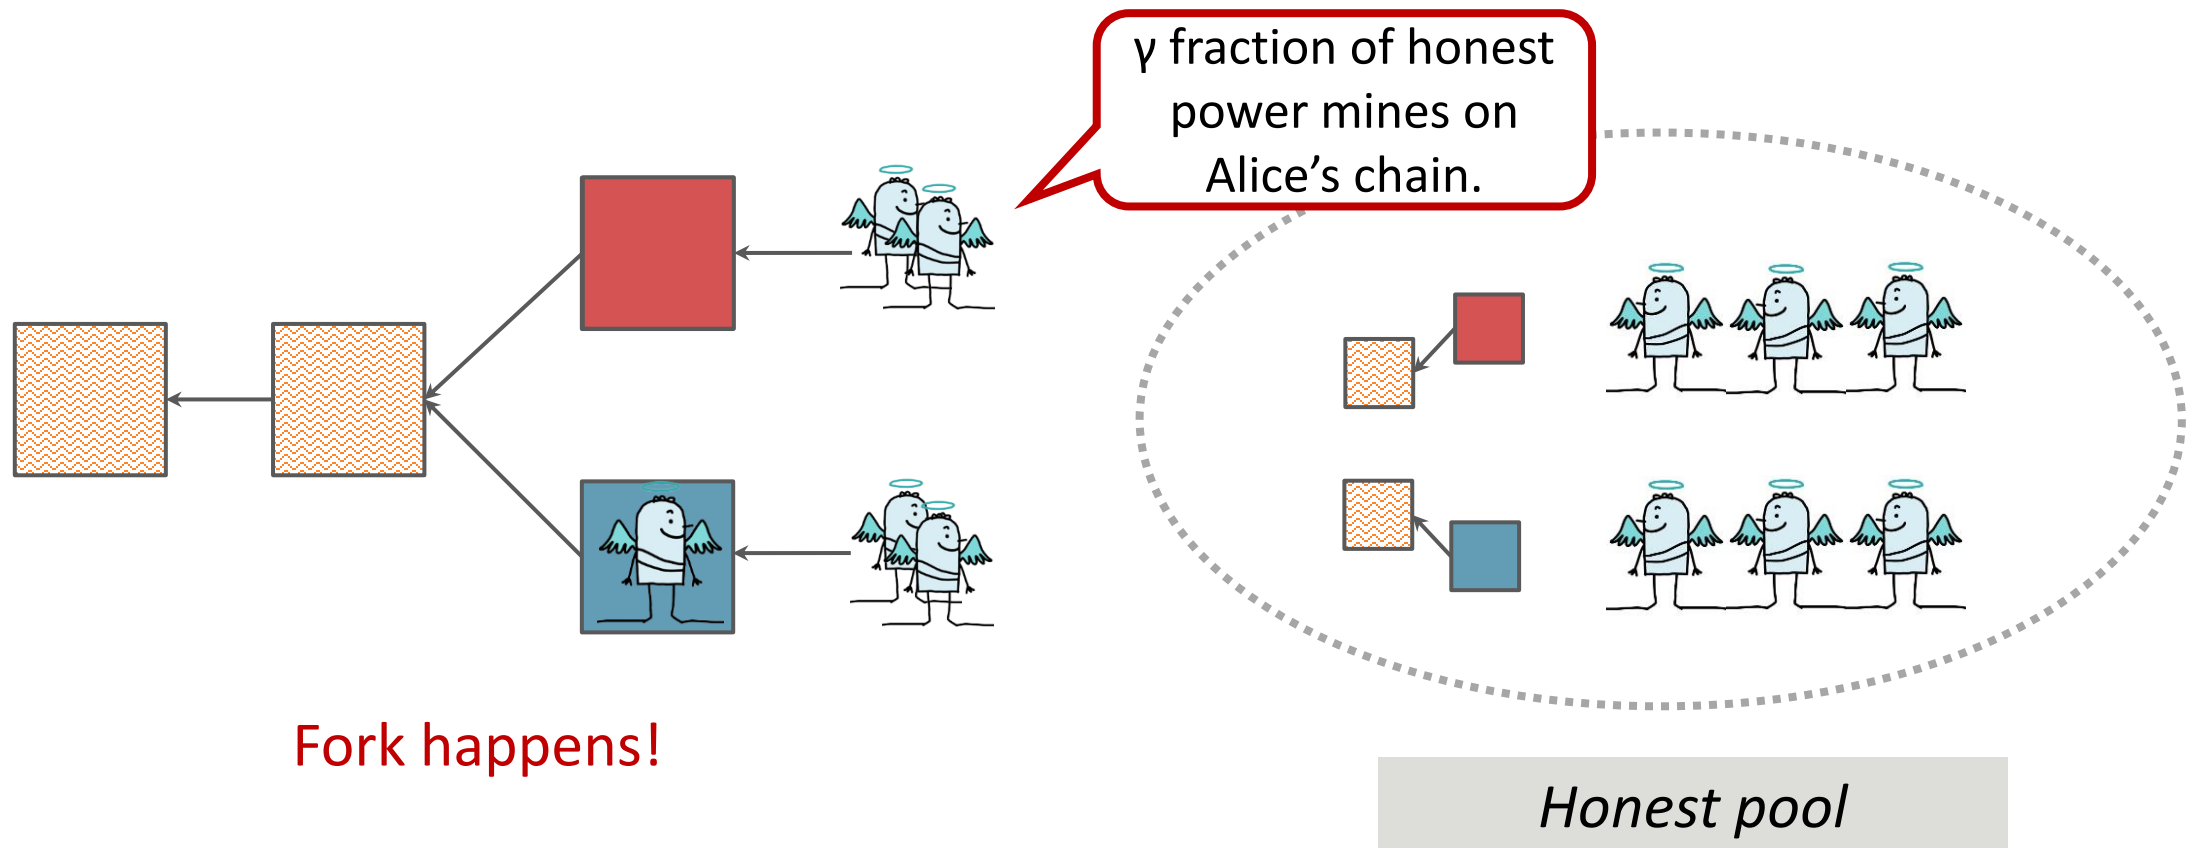 γ fraction of honest
power mines on
Alice's chain.
Fork happens!
Honest pool